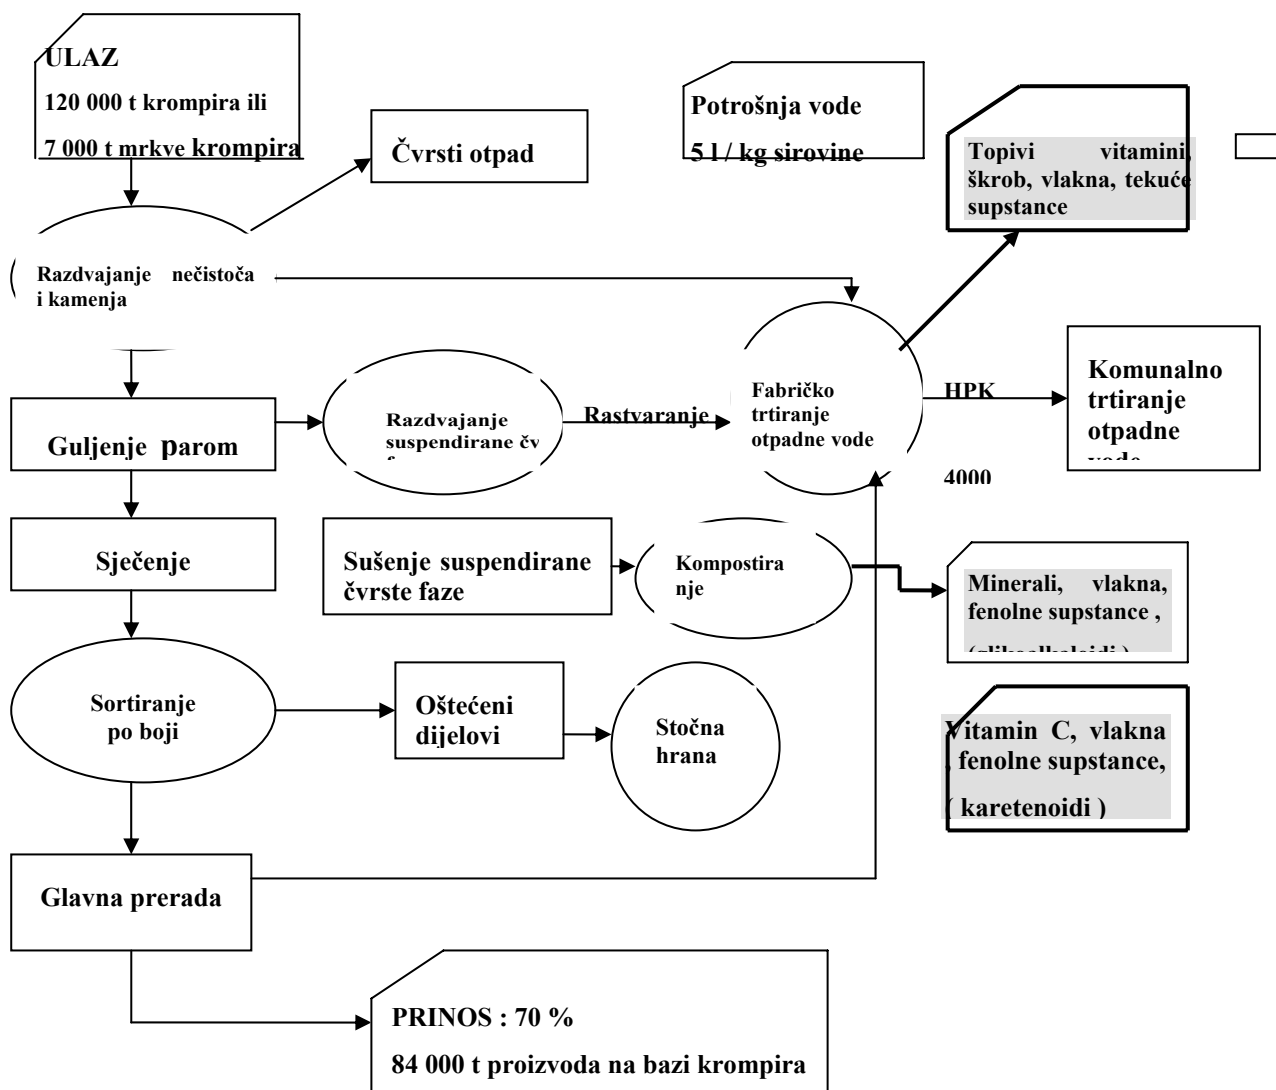 ULAZ
120 000 t krompira ili
7 000 t mrkve krompira
Čvrsti otpad
Potrošnja vode
5 l / kg sirovine
Topivi vitamini,
škrob, vlakna, tekuće
supstance
Razdvajanje nečistoča
i kamenja
Guljenje parom
Razdvajanje
suspendirane čv
Rastvaranje
Fabričko
trtiranje
otpadne vode
HPK
4000
Komunalno
trtiranje
otpadne
vode
Sječenje
Sušenje suspendirane
čvrste faze
Kompostira
nje
Minerali, vlakna,
fenolne supstance ,
(glikoalkaloidi )
Sortiranje
po boji
Oštećeni
dijelovi
Stočna
hrana
Vitamin C, vlakna
, fenolne supstance,
( karetenoidi )
Glavna prerada
PRINOS : 70 %
84 000 t proizvoda na bazi krompira